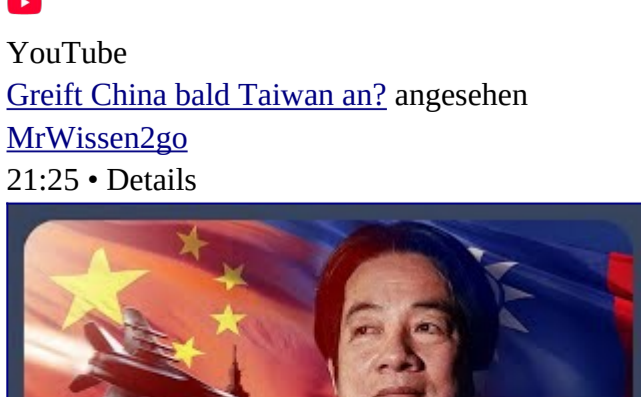 YouTube
Greift China bald Taiwan an? angesehen
MrWissen2go
21:25 • Details